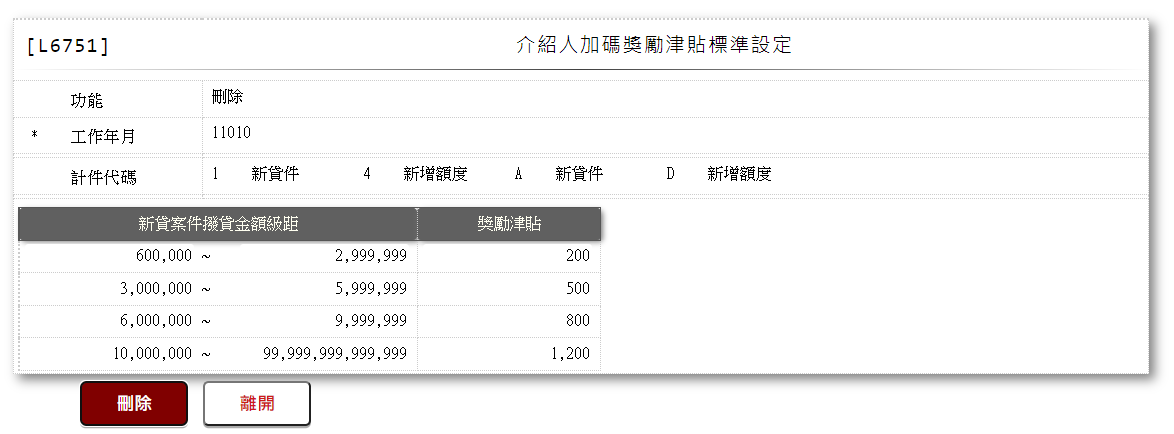 [L6751] 介紹人加碼獎勵津貼標準設定
功能 刪除
* 工作年月 11010
計件代碼 1 新貸件 4 新增額度 A 新貸件 D 新增額度
新貸案件撥貸金額級距 獎勵津貼
600,000 ~ 2,999,999 200
3,000,000 ~ 5,999,999 500
6,000,000 ~ 9,999,999 800
10,000,000 ~ 99,999,999,999,999 1,200
刪除 離開